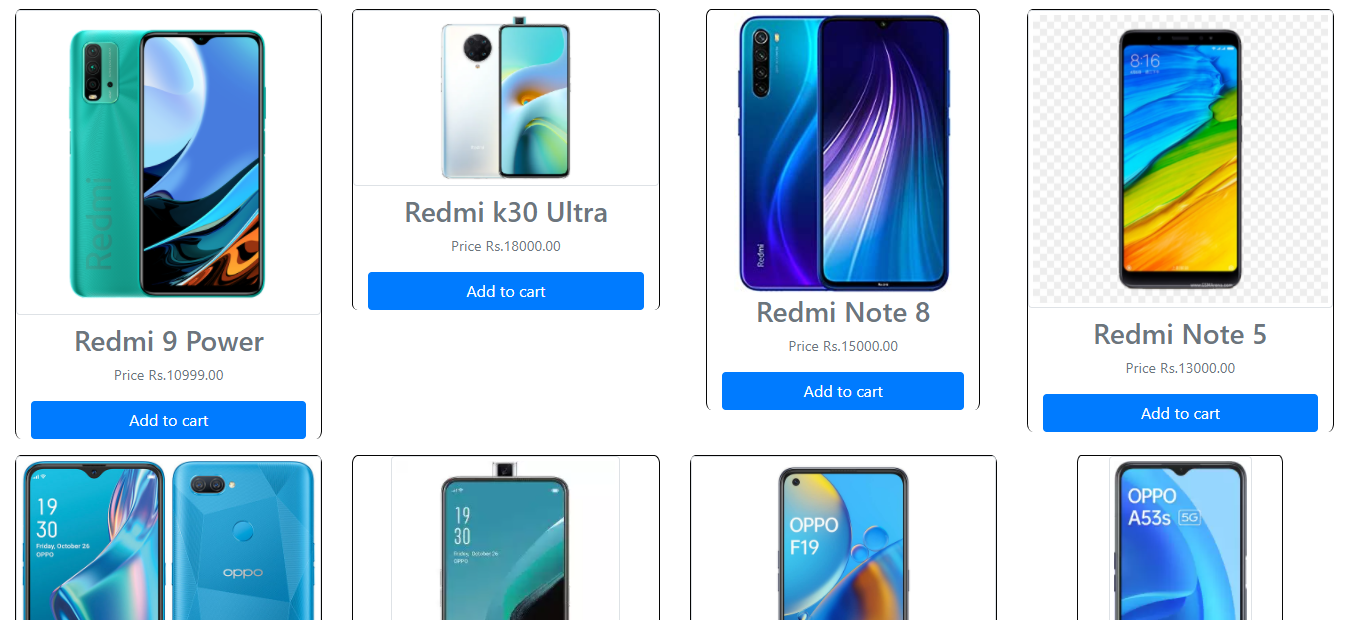 Redmi
Redmi 9 Power
Price Rs.10999.00
Add to cart
Redmi k30 Ultra
Price Rs.18000.00
Add to cart
Redmi
Redmi Note 8
Price Rs.15000.00
Add to cart
8:16
Redmi Note 5
Price Rs.13000.00
Add to cart
19
30
Friday, October 26
OPPO
oppo
19
30
Friday, October 26
OPPO
OPPO
F19
OPPO
A53s 5G